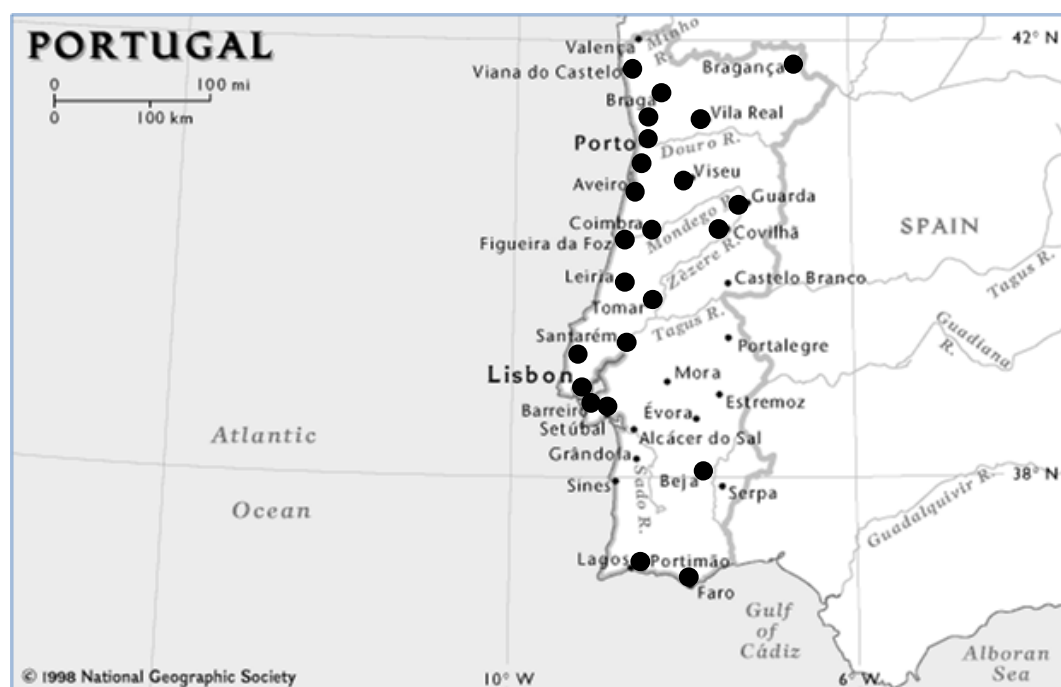 PORTUGAL
0 100 mi
0 100 km
42° N
Minho
R.
Valença
Viana do Castelo
Bragança
Braga
Vila Real
Porto
Douro R.
Viseu
Aveiro
Guarda
Coimbra
Mondego R.
Covilhã
Figueira da Foz
SPAIN
Zêzere R.
Tagus R.
Leiria
Castelo Branco
Tomar
Tagus R.
Guadiana
R.
Santarém
Portalegre
Lisbon
Mora
Estremoz
Barreiro
Évora
Setúbal
Alcácer do Sal
Atlantic
Grândola
Sado R.
38° N
Sines
Beja
Serpa
Ocean
Guadalquivir R.
Lagos
Portimão
Faro
Gulf
of
Cádiz
Alboran
Sea
© 1998 National Geographic Society
10° W
6° W